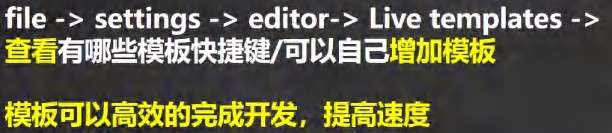 file -> settings -> editor-> Live templates ->
查看有哪些模板快捷键/可以自己增加模板
模板可以高效的完成开发，提高速度